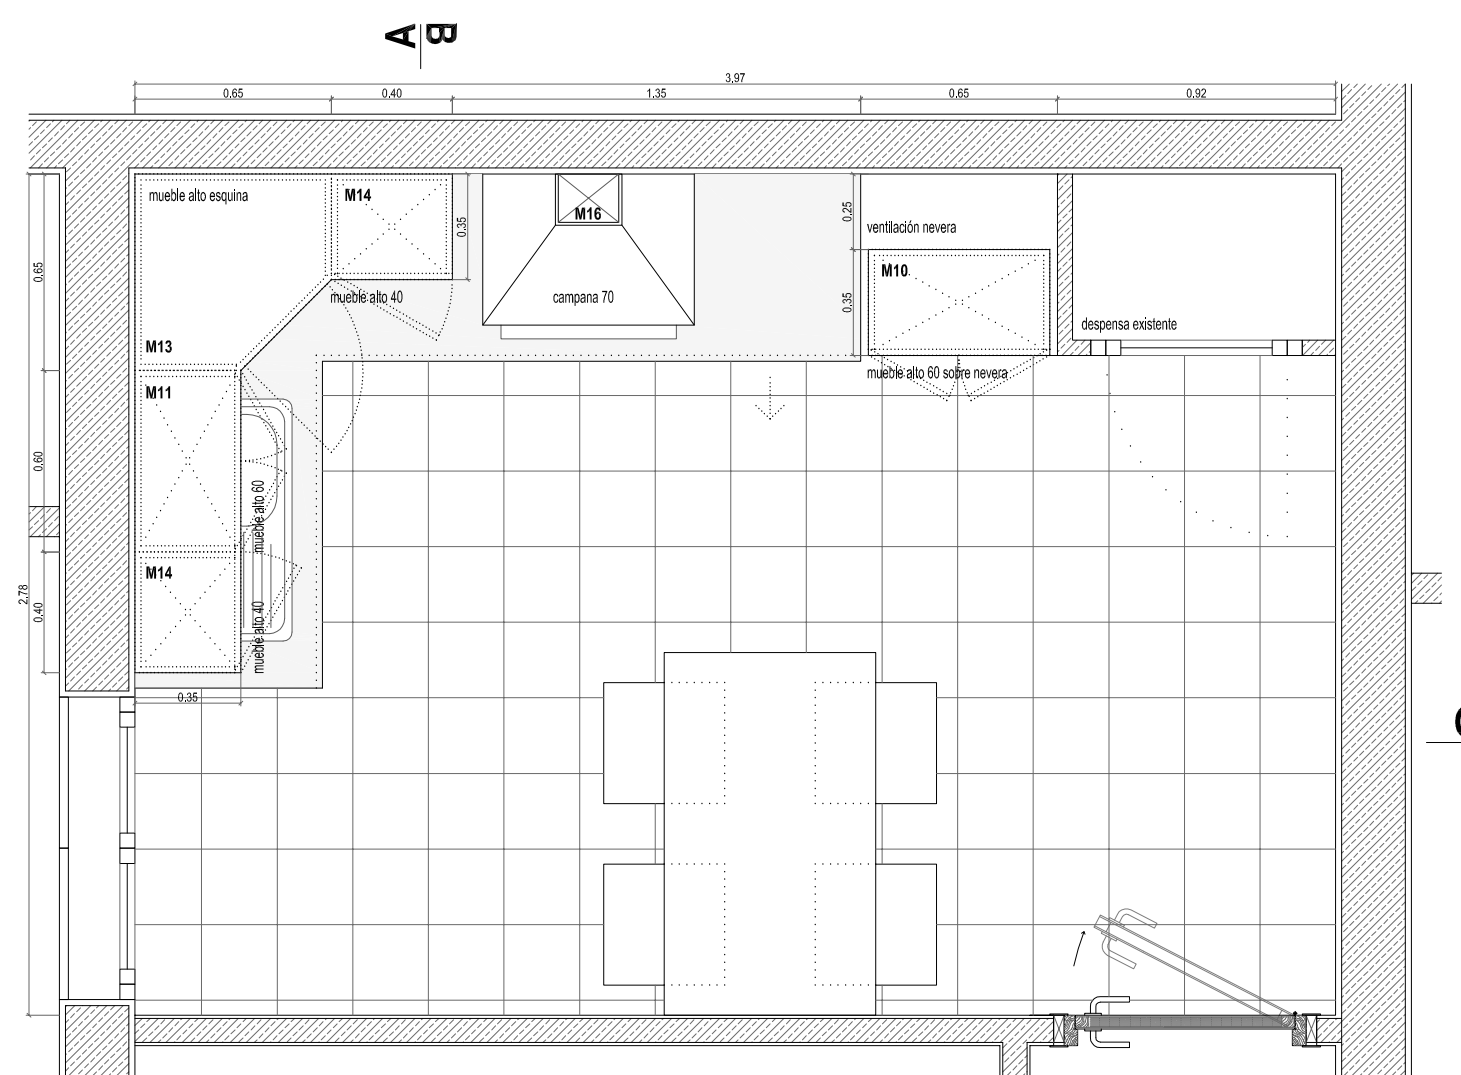 A
B
3,97
0.65
0.40
1.35
0.65
0.92
mueble alto esquina
M14
M16
0.35
0.25
ventilación nevera
0.65
M10
mueble alto 40
campana 70
0.35
despensa existente
M13
mueble alto 60 sobre nevera
M11
0.60
mueble alto 60
M14
2.78
0.40
mueble alto 40
0.35